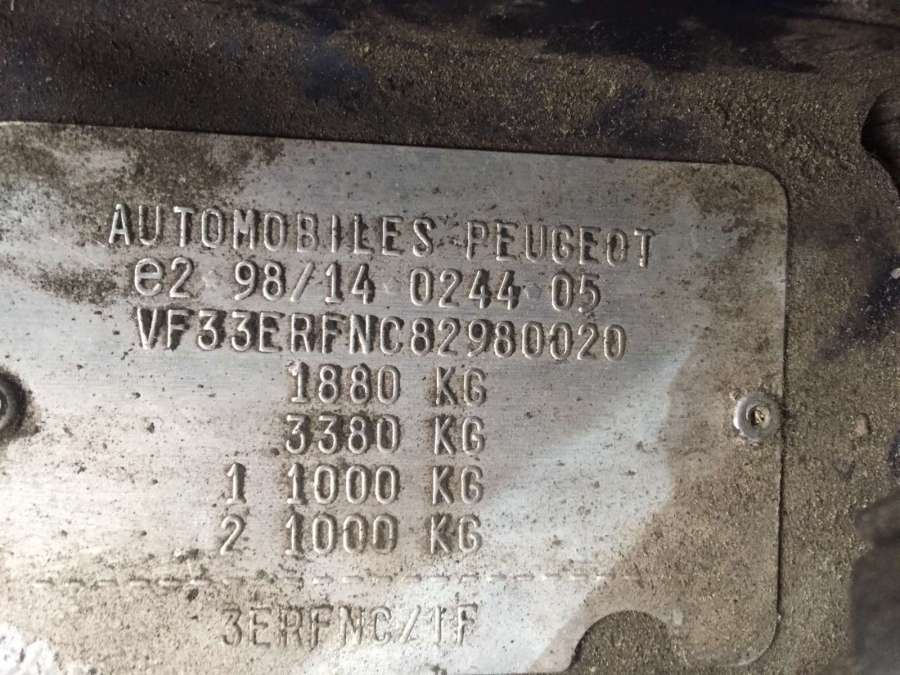 AUTOMOBILES PEUGEOT
e2 98/14 0244 05
VF33ERFNC82980020
1880 KG
3380 KG
1 1000 KG
2 1000 KG
3ERFNC/1F